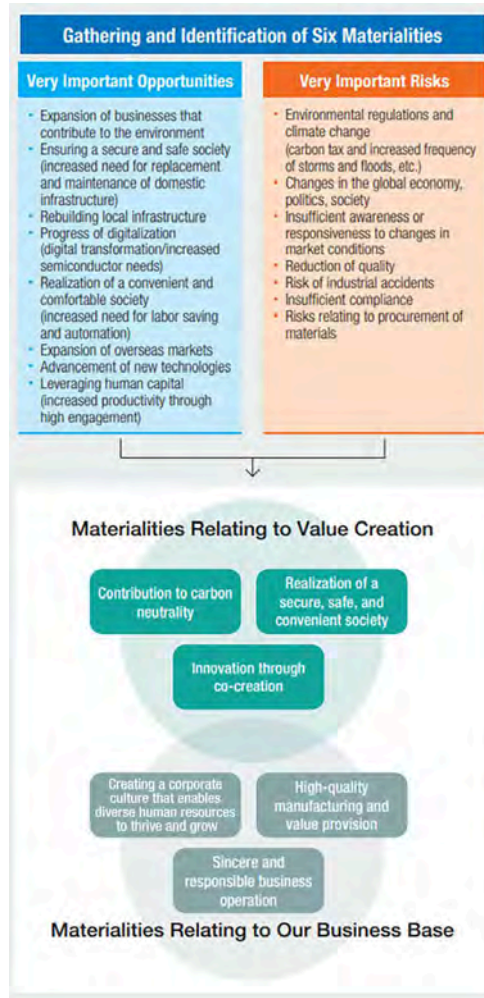 Gathering and Identification of Six Materialities
Very Important Opportunities
• Expansion of businesses that
contribute to the environment
• Ensuring a secure and safe society
(increased need for replacement
and maintenance of domestic
infrastructure)
• Rebuilding local infrastructure
• Progress of digitalization
(digital transformation/increased
semiconductor needs)
• Realization of a convenient and
comfortable society
(increased need for labor saving
and automation)
• Expansion of overseas markets
• Advancement of new technologies
• Leveraging human capital
(increased productivity through
high engagement)
Very Important Risks
• Environmental regulations and
climate change
(carbon tax and increased frequency
of storms and floods, etc.)
• Changes in the global economy,
politics, society
• Insufficient awareness or
responsiveness to changes in
market conditions
• Reduction of quality
• Risk of industrial accidents
• Insufficient compliance
• Risks relating to procurement of
materials
Materialities Relating to Value Creation
Contribution to carbon
neutrality
Realization of a
secure, safe, and
convenient society
Innovation through
co-creation
Creating a corporate
culture that enables
diverse human resources
to thrive and grow
High-quality
manufacturing and
value provision
Sincere and
responsible business
operation
Materialities Relating to Our Business Base